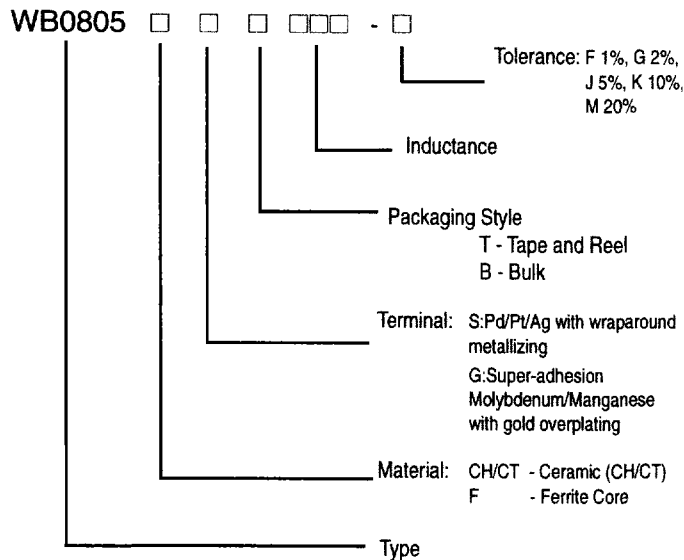 WB0805 □ □ □ □□□ - □
Tolerance: F 1%, G 2%,
J 5%, K 10%,
M 20%
Inductance
Packaging Style
T - Tape and Reel
B - Bulk
Terminal: S:Pd/Pt/Ag with wraparound
metallizing
G:Super-adhesion
Molybdenum/Manganese
with gold overplating
Material: CH/CT - Ceramic (CH/CT)
F - Ferrite Core
Type